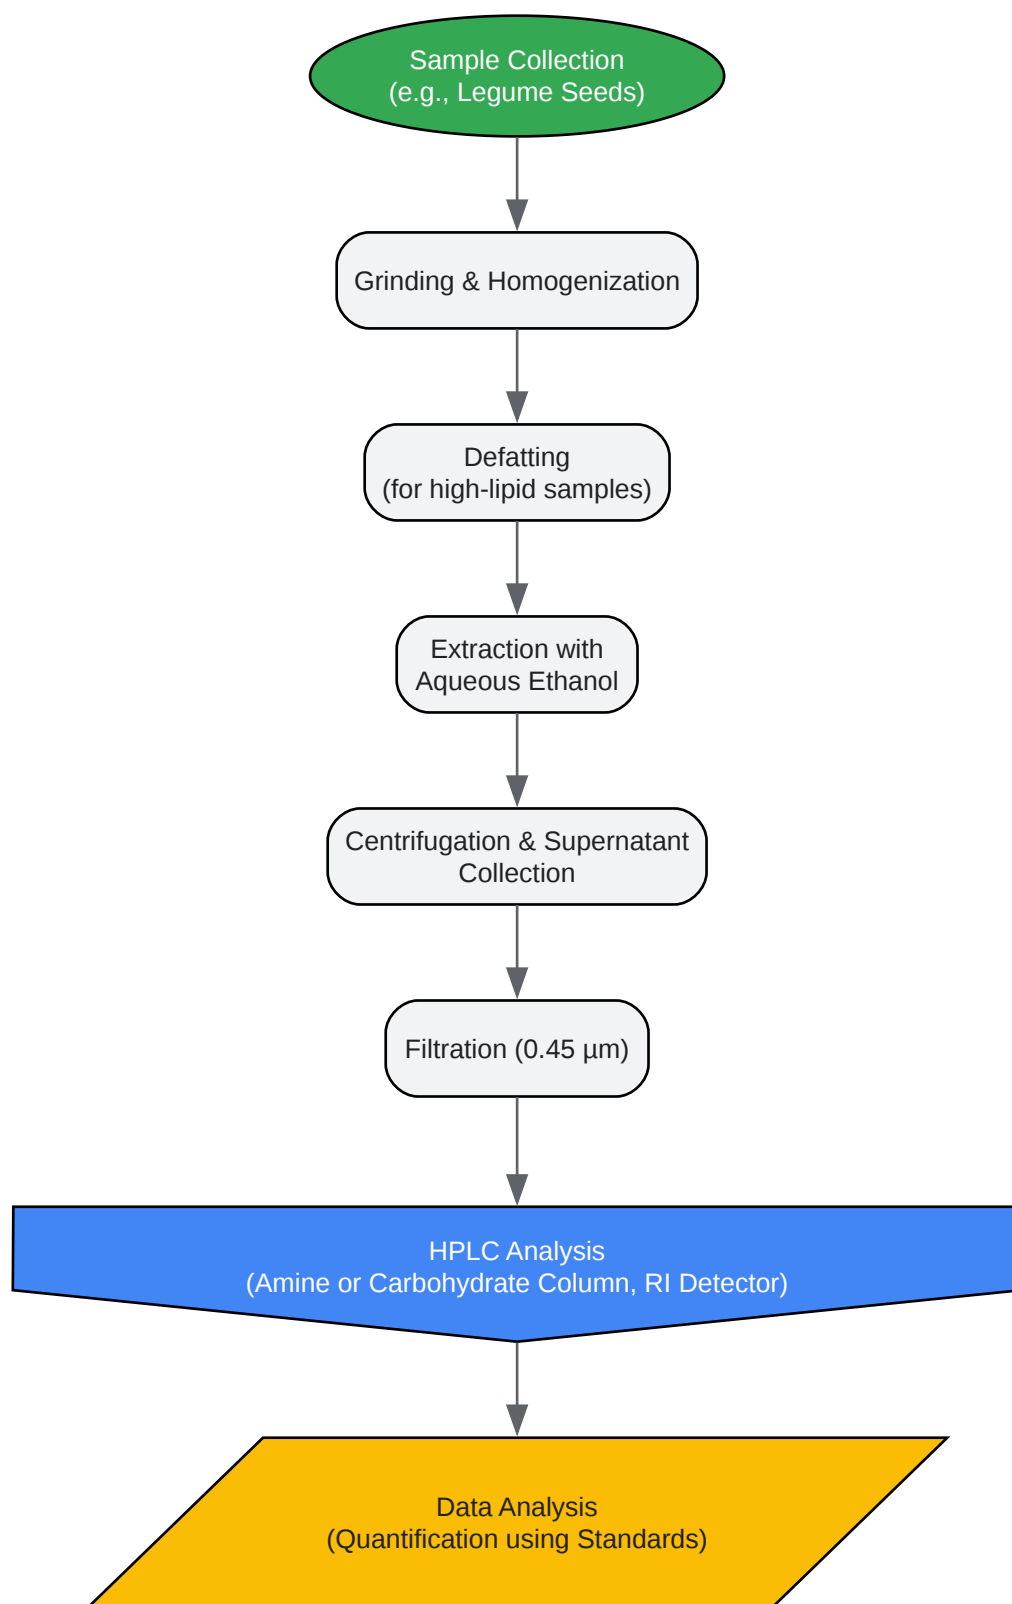 Sample Collection
(e.g., Legume Seeds)
Grinding & Homogenization
Defatting
(for high-lipid samples)
Extraction with
Aqueous Ethanol
Centrifugation & Supernatant
Collection
Filtration (0.45 µm)
HPLC Analysis
(Amine or Carbohydrate Column, RI Detector)
Data Analysis
(Quantification using Standards)